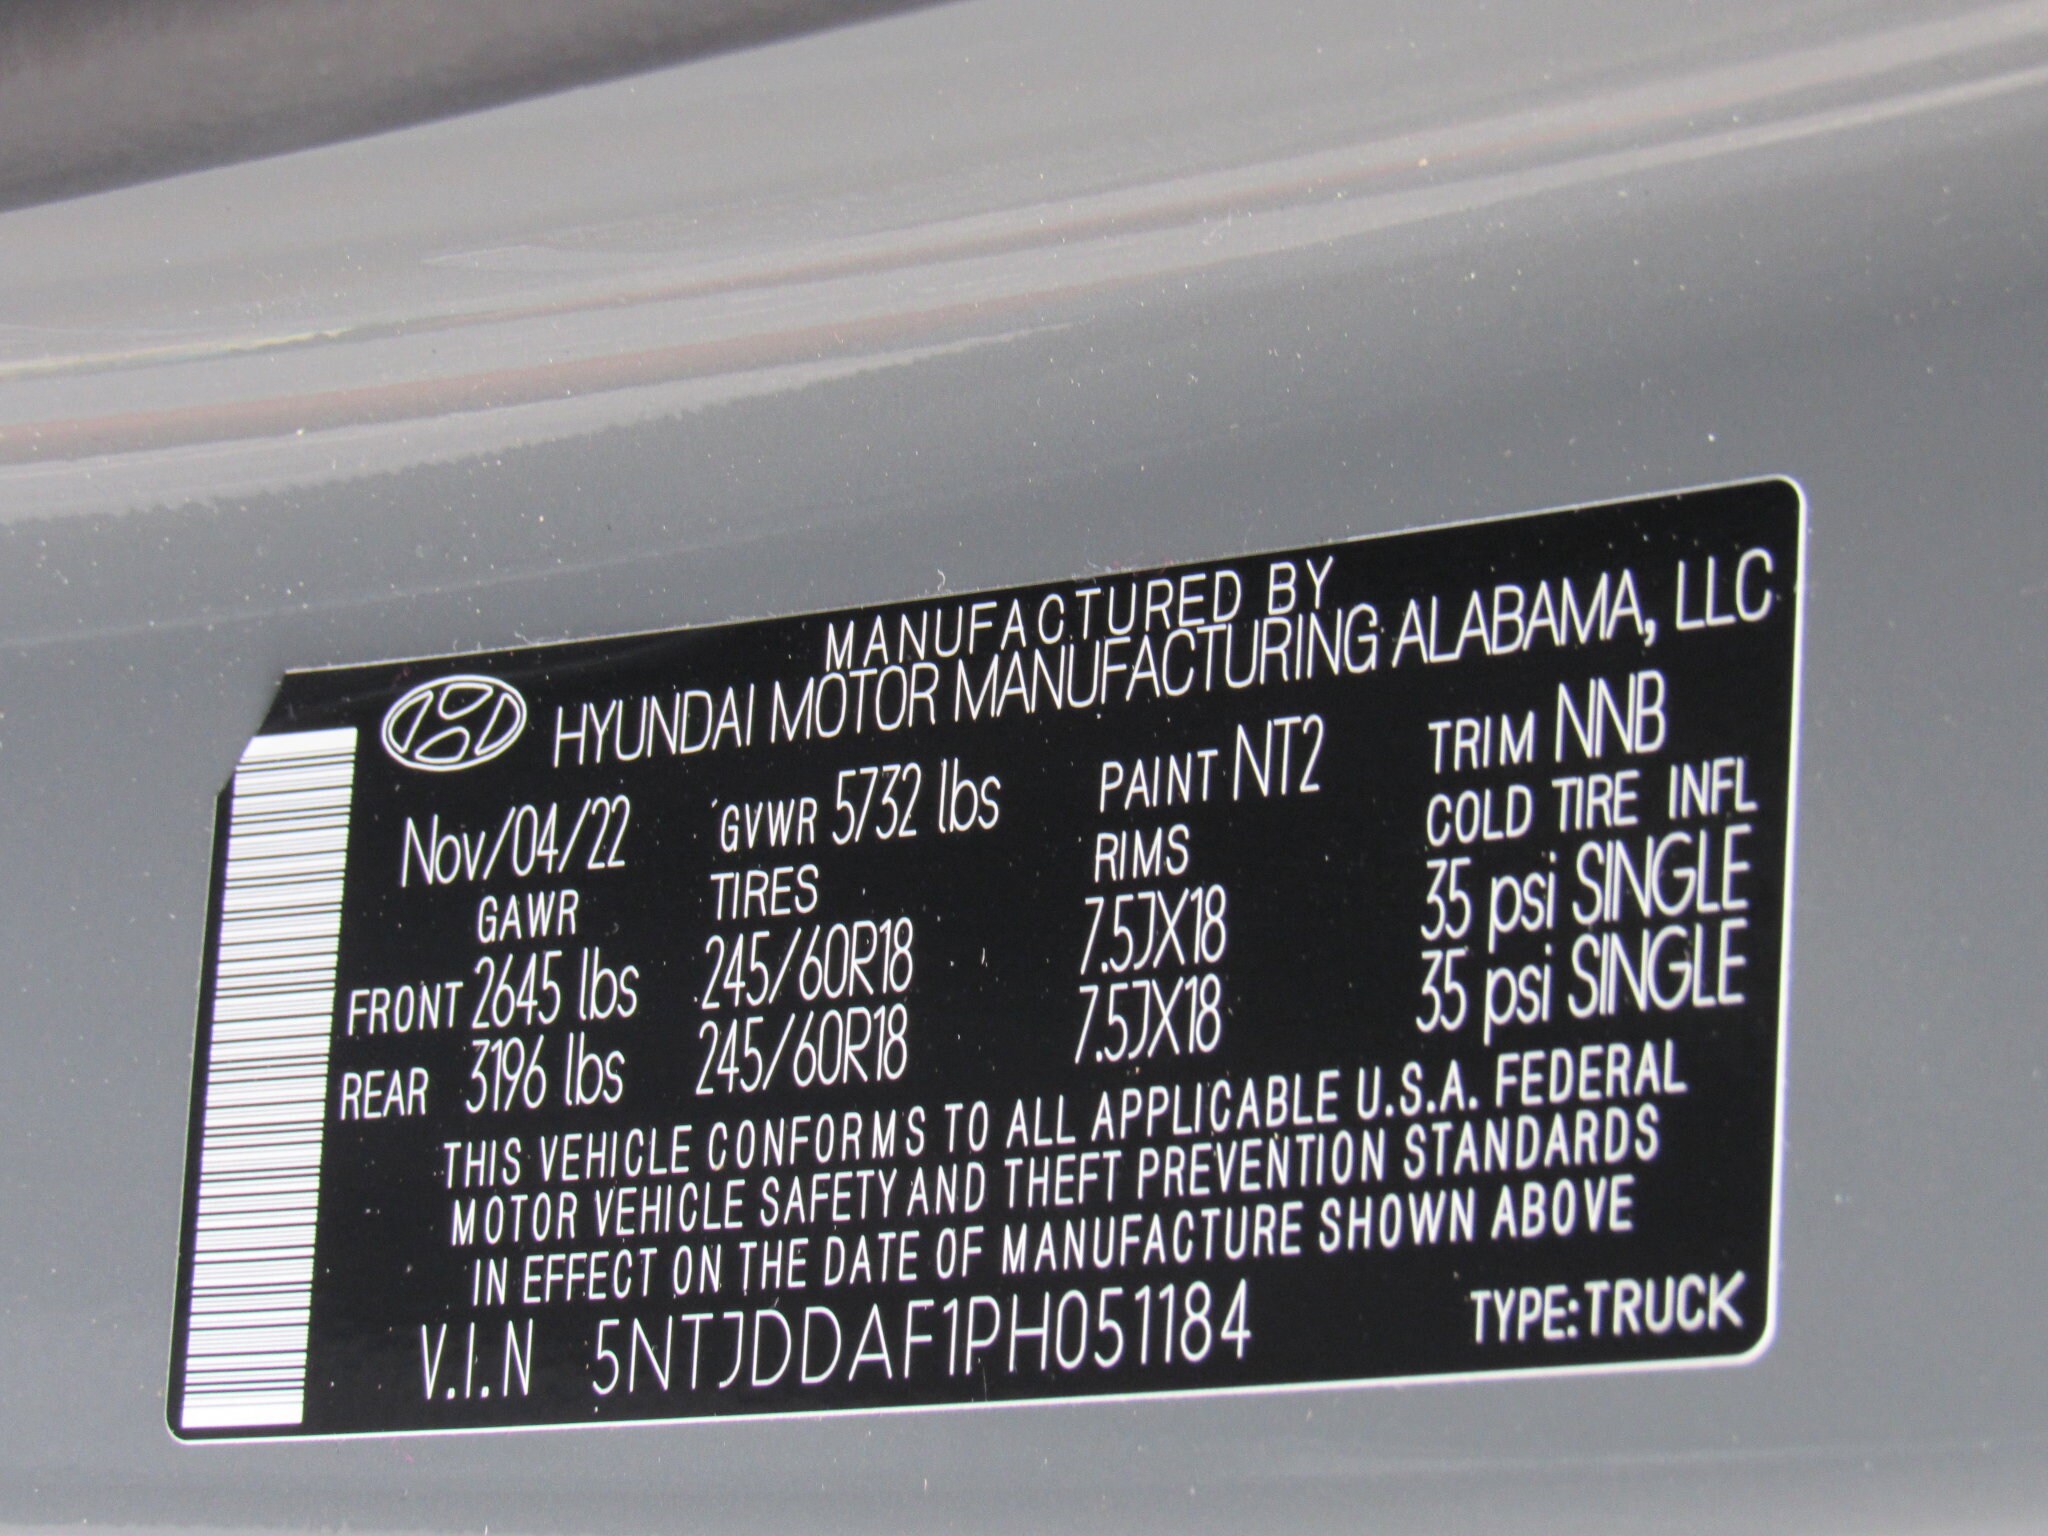 MANUFACTURED BY
HYUNDAI MOTOR MANUFACTURING ALABAMA, LLC
Nov/04/22 GVWR 5732 lbs PAINT NT2 TRIM NNB
GAWR TIRES RIMS COLD TIRE INFL
FRONT 2645 lbs 245/60R18 7.5JX18 35 psi SINGLE
REAR 3196 lbs 245/60R18 7.5JX18 35 psi SINGLE
THIS VEHICLE CONFORMS TO ALL APPLICABLE U.S.A. FEDERAL
MOTOR VEHICLE SAFETY AND THEFT PREVENTION STANDARDS
IN EFFECT ON THE DATE OF MANUFACTURE SHOWN ABOVE
V.I.N 5NTJDDAF1PH051184 TYPE:TRUCK